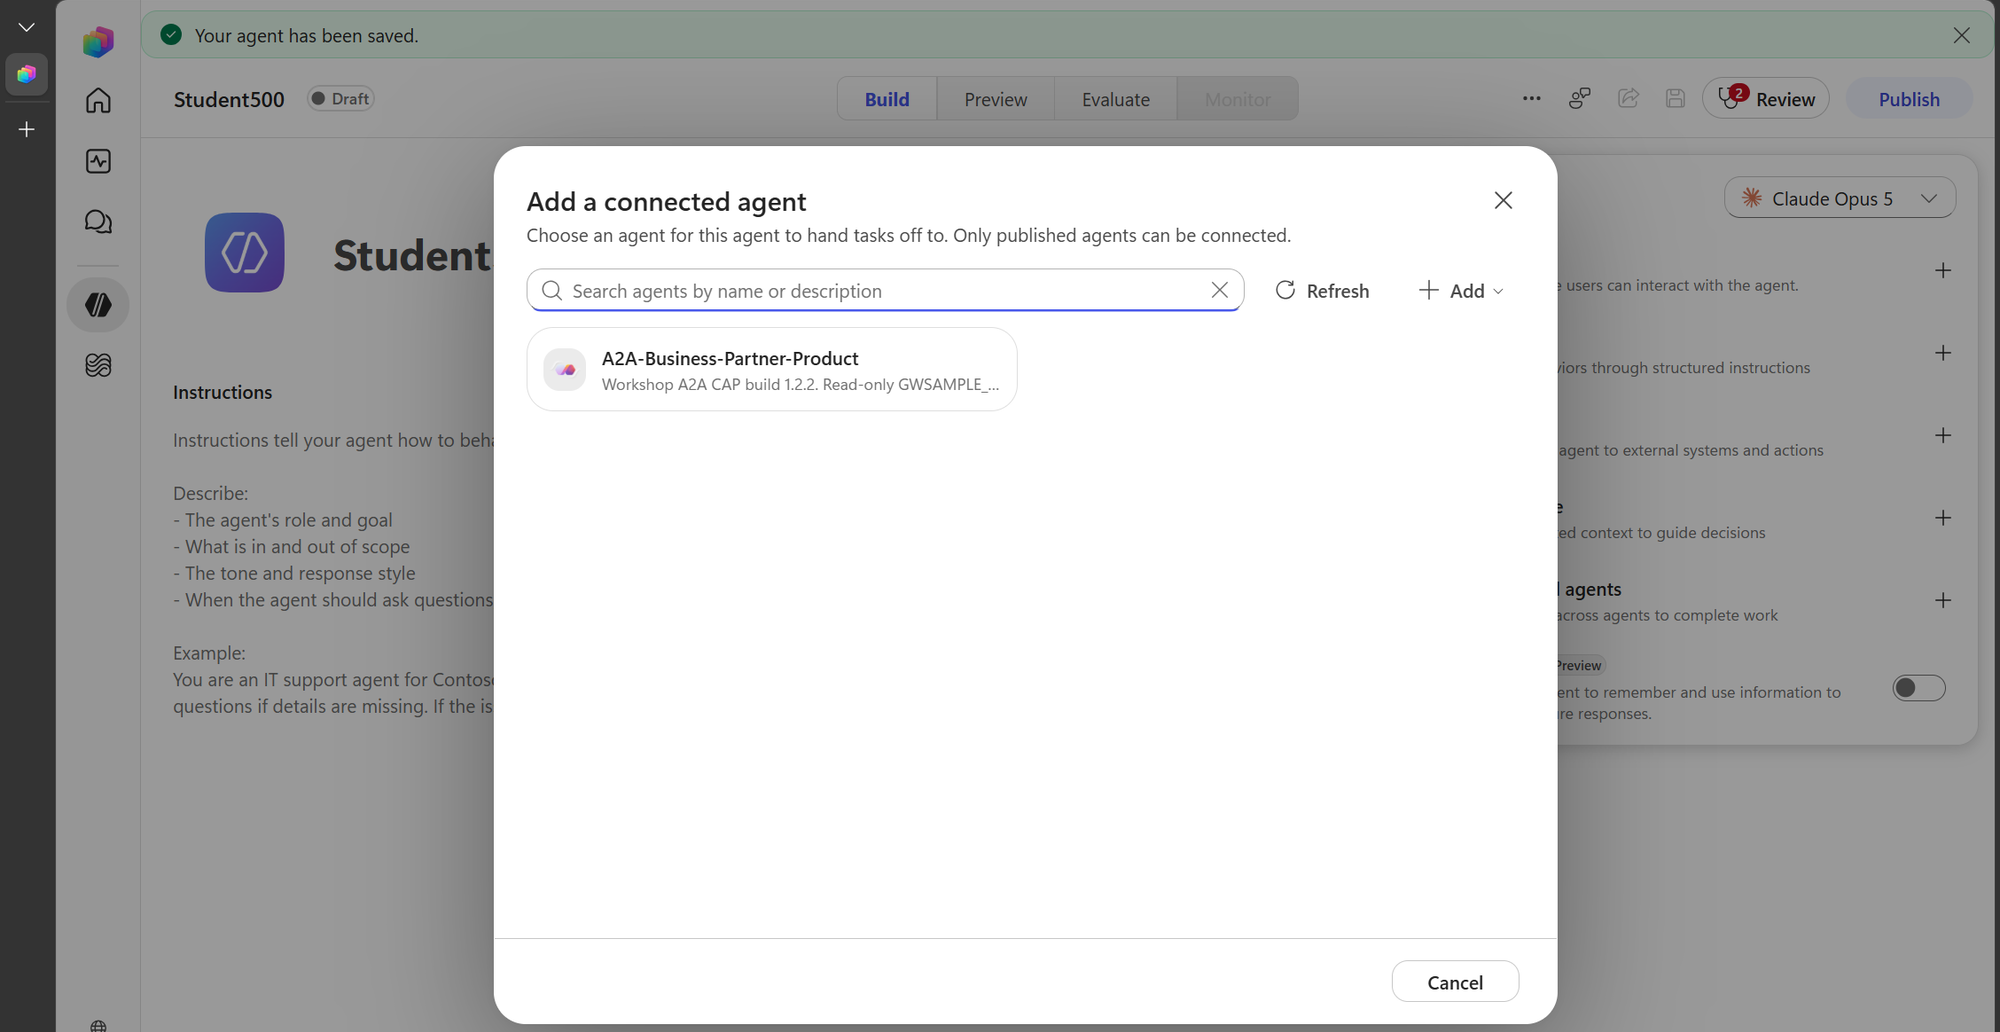 Your agent has been saved.
Student500
Draft
Build
Preview
Evaluate
Monitor
2
Review
Publish
Add a connected agent
Choose an agent for this agent to hand tasks off to. Only published agents can be connected.
Search agents by name or description
Refresh
Add
A2A-Business-Partner-Product
Workshop A2A CAP build 1.2.2. Read-only GWSAMPLE_...
Cancel
Student
Instructions
Instructions tell your agent how to beha
Describe:
- The agent's role and goal
- What is in and out of scope
- The tone and response style
- When the agent should ask questions
Example:
You are an IT support agent for Contoso
questions if details are missing. If the is
Claude Opus 5
e users can interact with the agent.
viors through structured instructions
agent to external systems and actions
e
ed context to guide decisions
l agents
across agents to complete work
Preview
ent to remember and use information to
re responses.